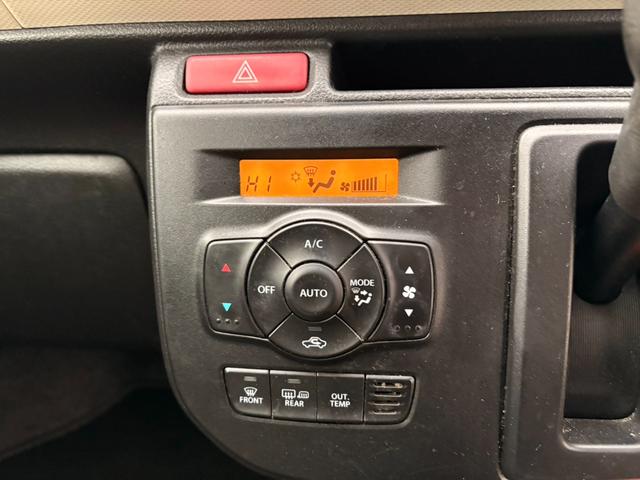 HI
A/C
OFF
AUTO
MODE
FRONT
REAR
OUT.
TEMP